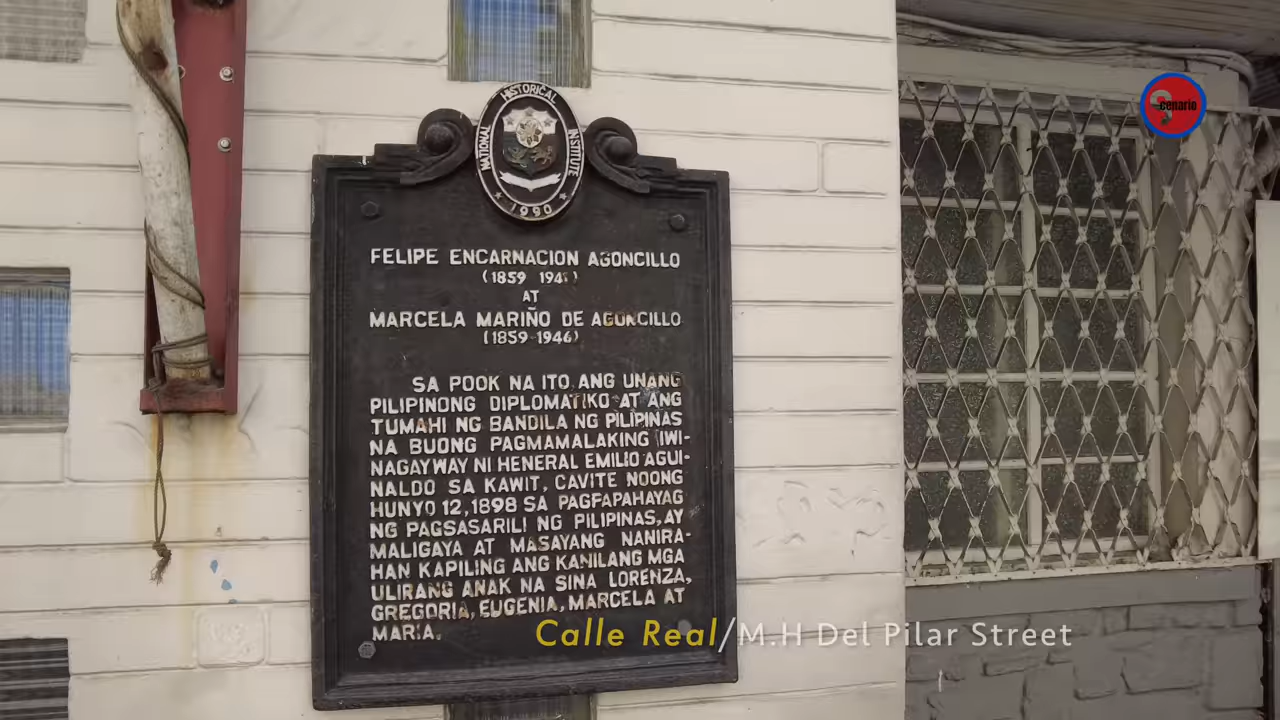 NATIONAL HISTORICAL INSTITUTE
1990
FELIPE ENCARNACION AGONCILLO
(1859 194)
AT
MARCELA MARIÑO DE AGONCILLO
(1859-1946)
SA POOK NA ITO ANG UNANG
PILIPINONG DIPLOMATIKO AT ANG
TUMAHI NG BANDILA NG PILIPINAS
NA BUONG PAGMAMALAKING IWI-
NAGAYWAY NI HENERAL EMILIO AGUI-
NALDO SA KAWIT, CAVITE NOONG
HUNYO 12, 1898 SA PAGPAPAHAYAG
NG PAGSASARILI NG PILIPINAS, AY
MALIGAYA AT MASAYANG NANIRA-
HAN KAPILING ANG KANILANG MGA
ULIRANG ANAK NA SINA LORENZA,
GREGORIA, EUGENIA, MARCELA AT
MARIA.
Calle Real/M.H Del Pilar Street
Scenario